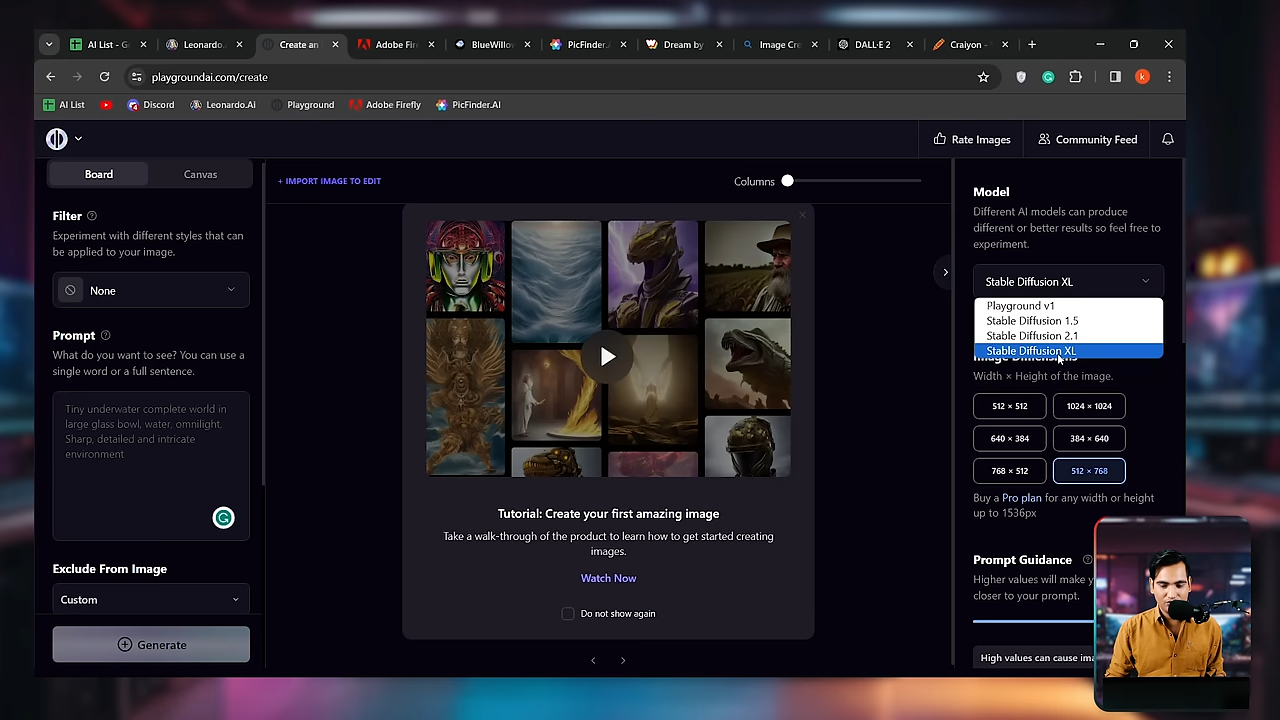 AI List - G
Leonardo.
Create an
Adobe Fir
BlueWillow
PicFinder.
Dream by
Image Cre
DALL·E 2
Craiyon -
playgroundai.com/create
k
AI List
Discord
Leonardo.Ai
Playground
Adobe Firefly
PicFinder.AI
Rate Images
Community Feed
Board
Canvas
Filter
Experiment with different styles that can
be applied to your image.
None
Prompt
What do you want to see? You can use a
single word or a full sentence.
Tiny underwater complete world in
large glass bowl, water, omnilight,
Sharp, detailed and intricate
environment
Exclude From Image
Custom
Generate
+ IMPORT IMAGE TO EDIT
Columns
Tutorial: Create your first amazing image
Take a walk-through of the product to learn how to get started creating
images.
Watch Now
Do not show again
Model
Different AI models can produce
different or better results so feel free to
experiment.
Stable Diffusion XL
Playground v1
Stable Diffusion 1.5
Stable Diffusion 2.1
Stable Diffusion XL
Image Dimensions
Width × Height of the image.
512 × 512
1024 × 1024
640 × 384
384 × 640
768 × 512
512 × 768
Buy a Pro plan for any width or height
up to 1536px
Prompt Guidance
Higher values will make y
closer to your prompt.
High values can cause ima